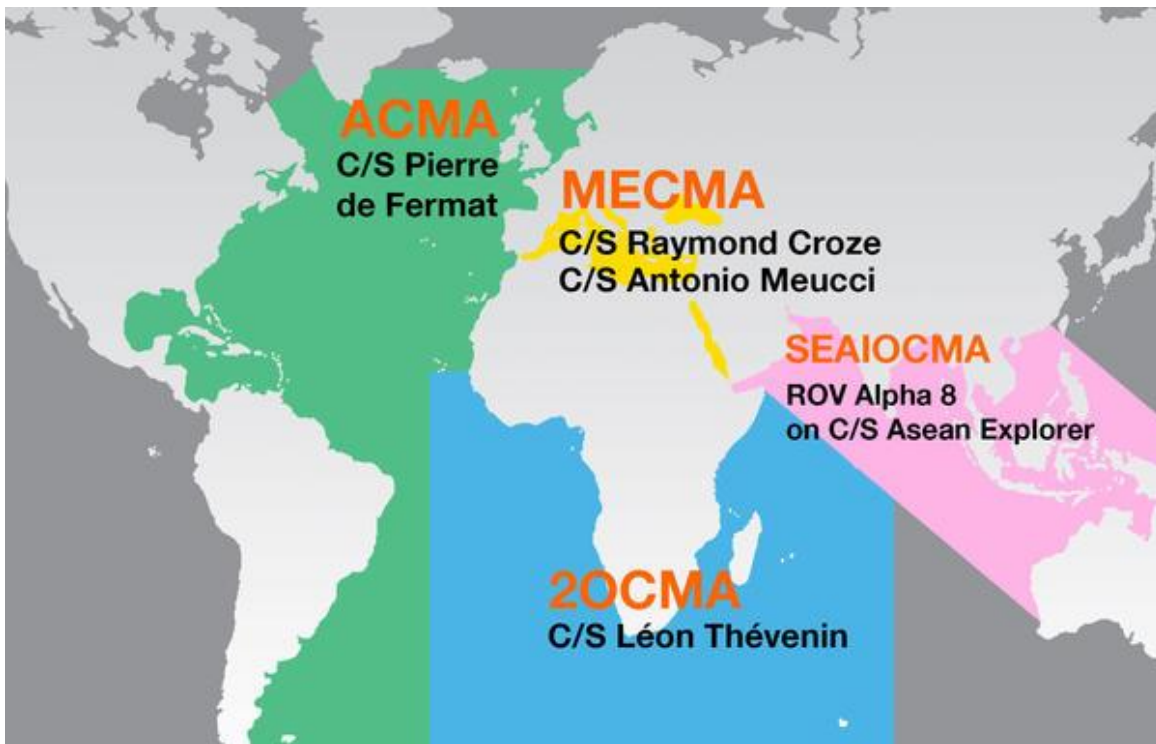 ACMA
C/S Pierre
de Fermat
MECMA
C/S Raymond Croze
C/S Antonio Meucci
SEAIOCMA
ROV Alpha 8
on C/S Asean Explorer
2OCMA
C/S Léon Thévenin